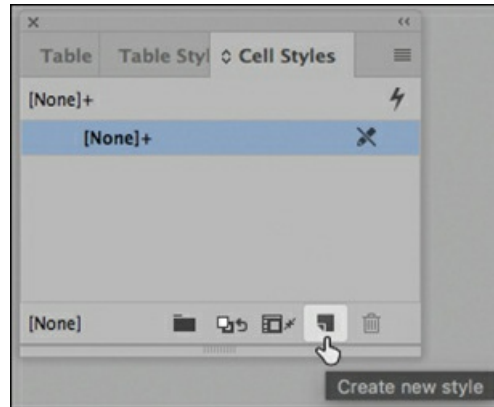 Table Table Styl Cell Styles
[None]+
[None]+
[None]
Create new style